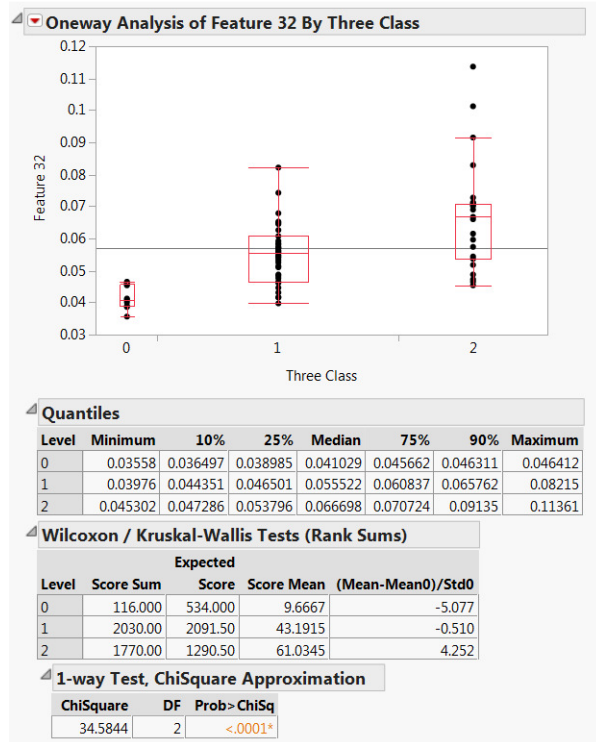 Oneway Analysis of Feature 32 By Three Class
0.12
0.11
0.1
0.09
0.08
0.07
0.06
0.05
0.04
0.03
Feature 32
0 1 2
Three Class
Quantiles
Level Minimum 10% 25% Median 75% 90% Maximum
0 0.03558 0.036497 0.038985 0.041029 0.045662 0.046311 0.046412
1 0.03976 0.044351 0.046501 0.055522 0.060837 0.065762 0.08215
2 0.045302 0.047286 0.053796 0.066698 0.070724 0.09135 0.11361
Wilcoxon / Kruskal-Wallis Tests (Rank Sums)
Expected
Level Score Sum Score Score Mean (Mean-Mean0)/Std0
0 116.000 534.000 9.6667 -5.077
1 2030.00 2091.50 43.1915 -0.510
2 1770.00 1290.50 61.0345 4.252
1-way Test, ChiSquare Approximation
ChiSquare DF Prob>ChiSq
34.5844 2 <.0001*